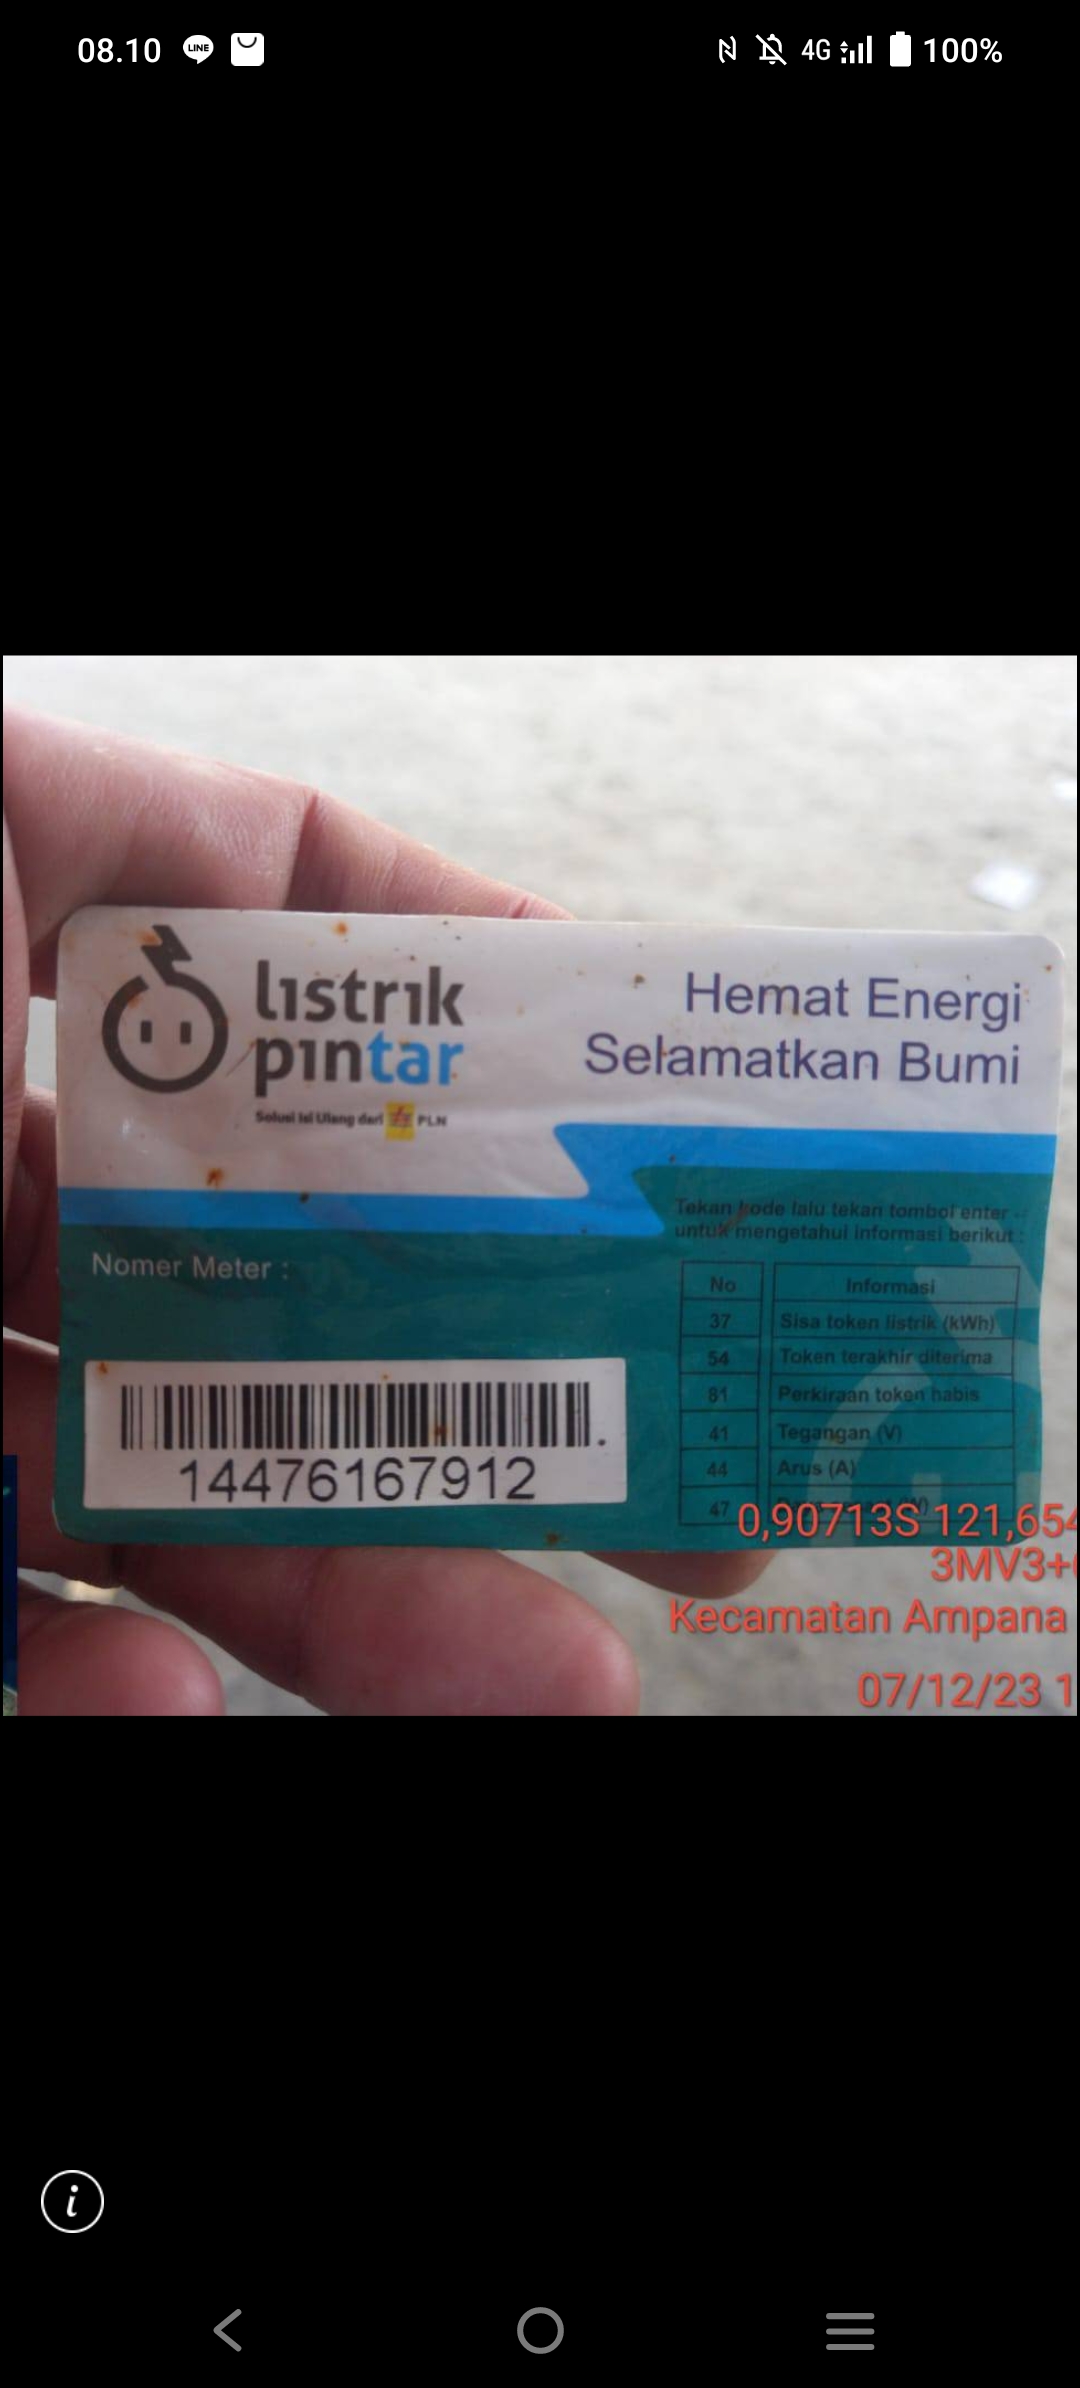 08.10 LINE 4G 100%
listrik
pintar
Solusi Isi Ulang dari PLN
Hemat Energi
Selamatkan Bumi
Tekan kode lalu tekan tombol enter
untuk mengetahui informasi berikut :
Nomer Meter :
No Informasi
37 Sisa token listrik (kWh)
54 Token terakhir diterima
81 Perkiraan token habis
41 Tegangan (V)
44 Arus (A)
47
14476167912
0,90713S 121,654
3MV3+
Kecamatan Ampana
07/12/23 1